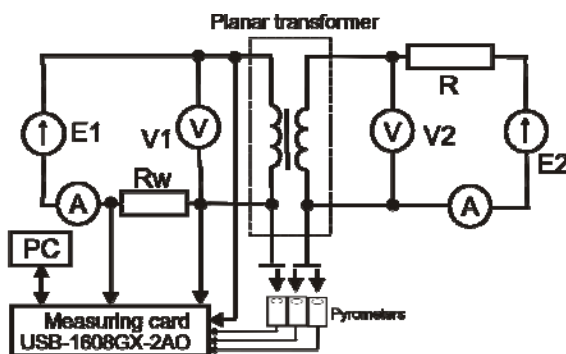 Planar transformer
E1
V1
V
V
V2
R
E2
A
Rw
A
PC
Measuring card
USB-1608GX-2AO
Pyrometers